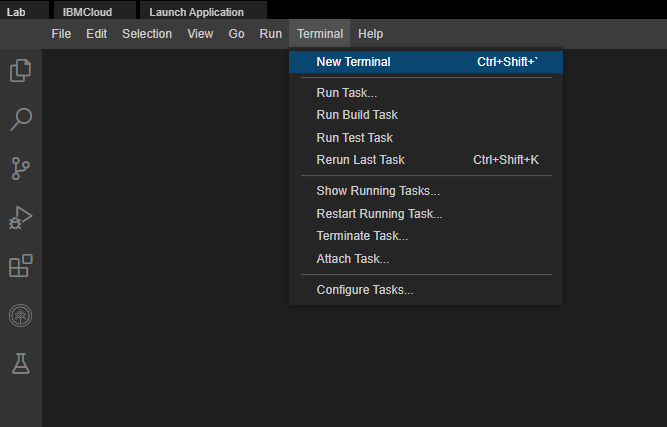 Lab IBMCloud Launch Application
File Edit Selection View Go Run Terminal Help
New Terminal Ctrl+Shift+`
Run Task...
Run Build Task
Run Test Task
Rerun Last Task Ctrl+Shift+K
Show Running Tasks...
Restart Running Task...
Terminate Task...
Attach Task...
Configure Tasks...